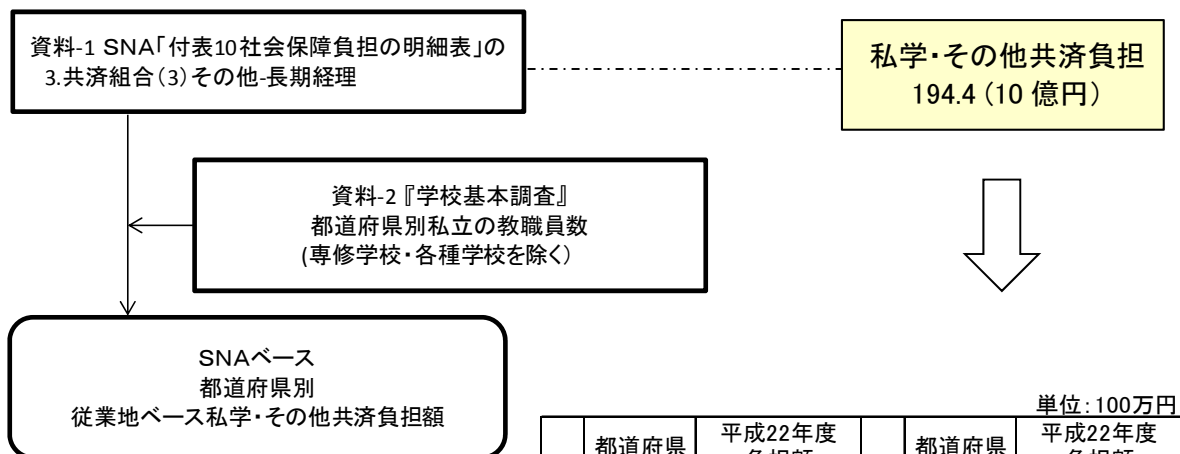 資料-1 SNA「付表10社会保障負担の明細表」の
3.共済組合(3)その他-長期経理
私学・その他共済負担
194.4 (10 億円)
資料-2『学校基本調査』
都道府県別私立の教職員数
(専修学校・各種学校を除く)
SNAベース
都道府県別
従業地ベース私学・その他共済負担額
単位:100万円
都道府県 平成22年度 都道府県 平成22年度